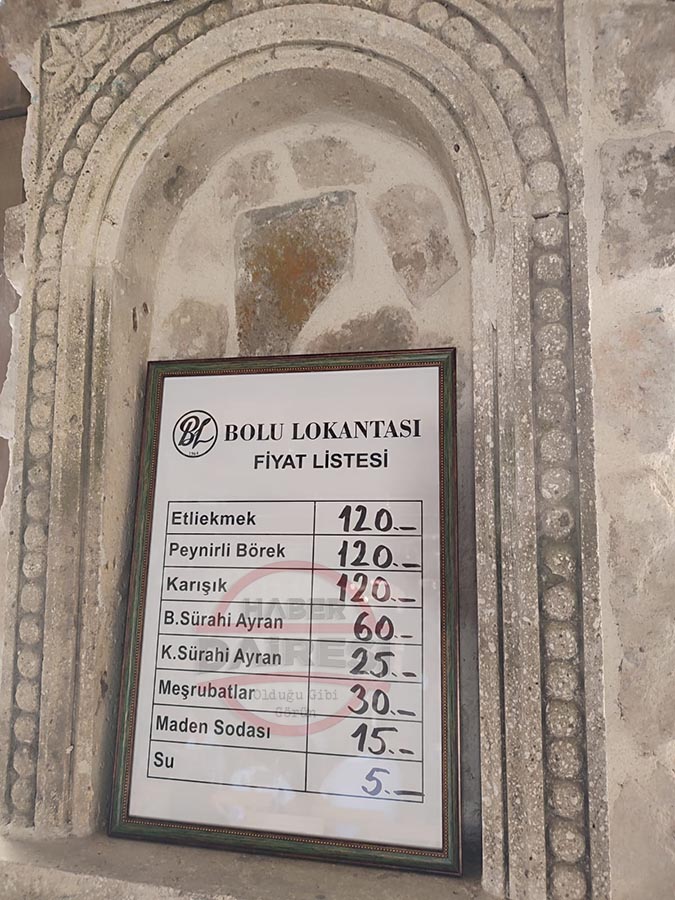 BL
1969
BOLU LOKANTASI
FİYAT LİSTESİ
Etliekmek 120.—
Peynirli Börek 120.—
Karışık 120.—
B.Sürahi Ayran 60.—
K.Sürahi Ayran 25.—
Meşrubatlar 30.—
Maden Sodası 15.—
Su 5.—
HABER
DAİRESİ
Olduğu Gibi
Görün